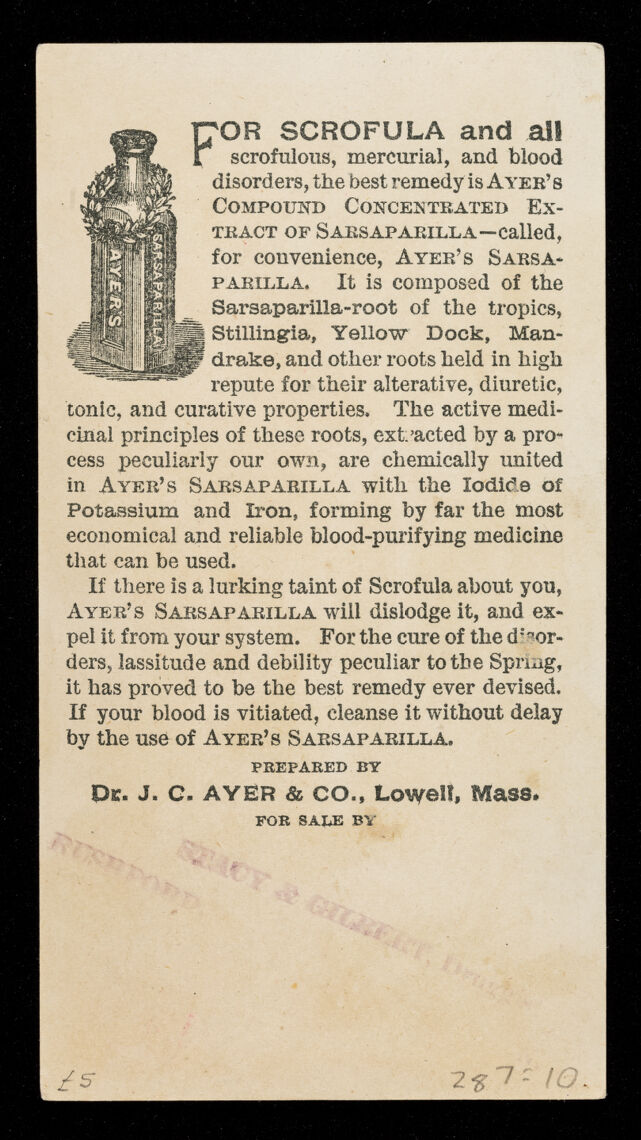 AYER'S
SARSAPARILLA
FOR SCROFULA and all
scrofulous, mercurial, and blood
disorders, the best remedy is AYER'S
COMPOUND CONCENTRATED EX-
TRACT OF SARSAPARILLA—called,
for convenience, AYER'S SARSA-
PARILLA. It is composed of the
Sarsaparilla-root of the tropics,
Stillingia, Yellow Dock, Man-
drake, and other roots held in high
repute for their alterative, diuretic,
tonic, and curative properties. The active medi-
cinal principles of these roots, extracted by a pro-
cess peculiarly our own, are chemically united
in AYER'S SARSAPARILLA with the Iodide of
Potassium and Iron, forming by far the most
economical and reliable blood-purifying medicine
that can be used.
If there is a lurking taint of Scrofula about you,
AYER'S SARSAPARILLA will dislodge it, and ex-
pel it from your system. For the cure of the disor-
ders, lassitude and debility peculiar to the Spring,
it has proved to be the best remedy ever devised.
If your blood is vitiated, cleanse it without delay
by the use of AYER'S SARSAPARILLA.
PREPARED BY
Dr. J. C. AYER & CO., Lowell, Mass.
FOR SALE BY
STACY & GILBERT,
RUSHFORD
£5
287=10.